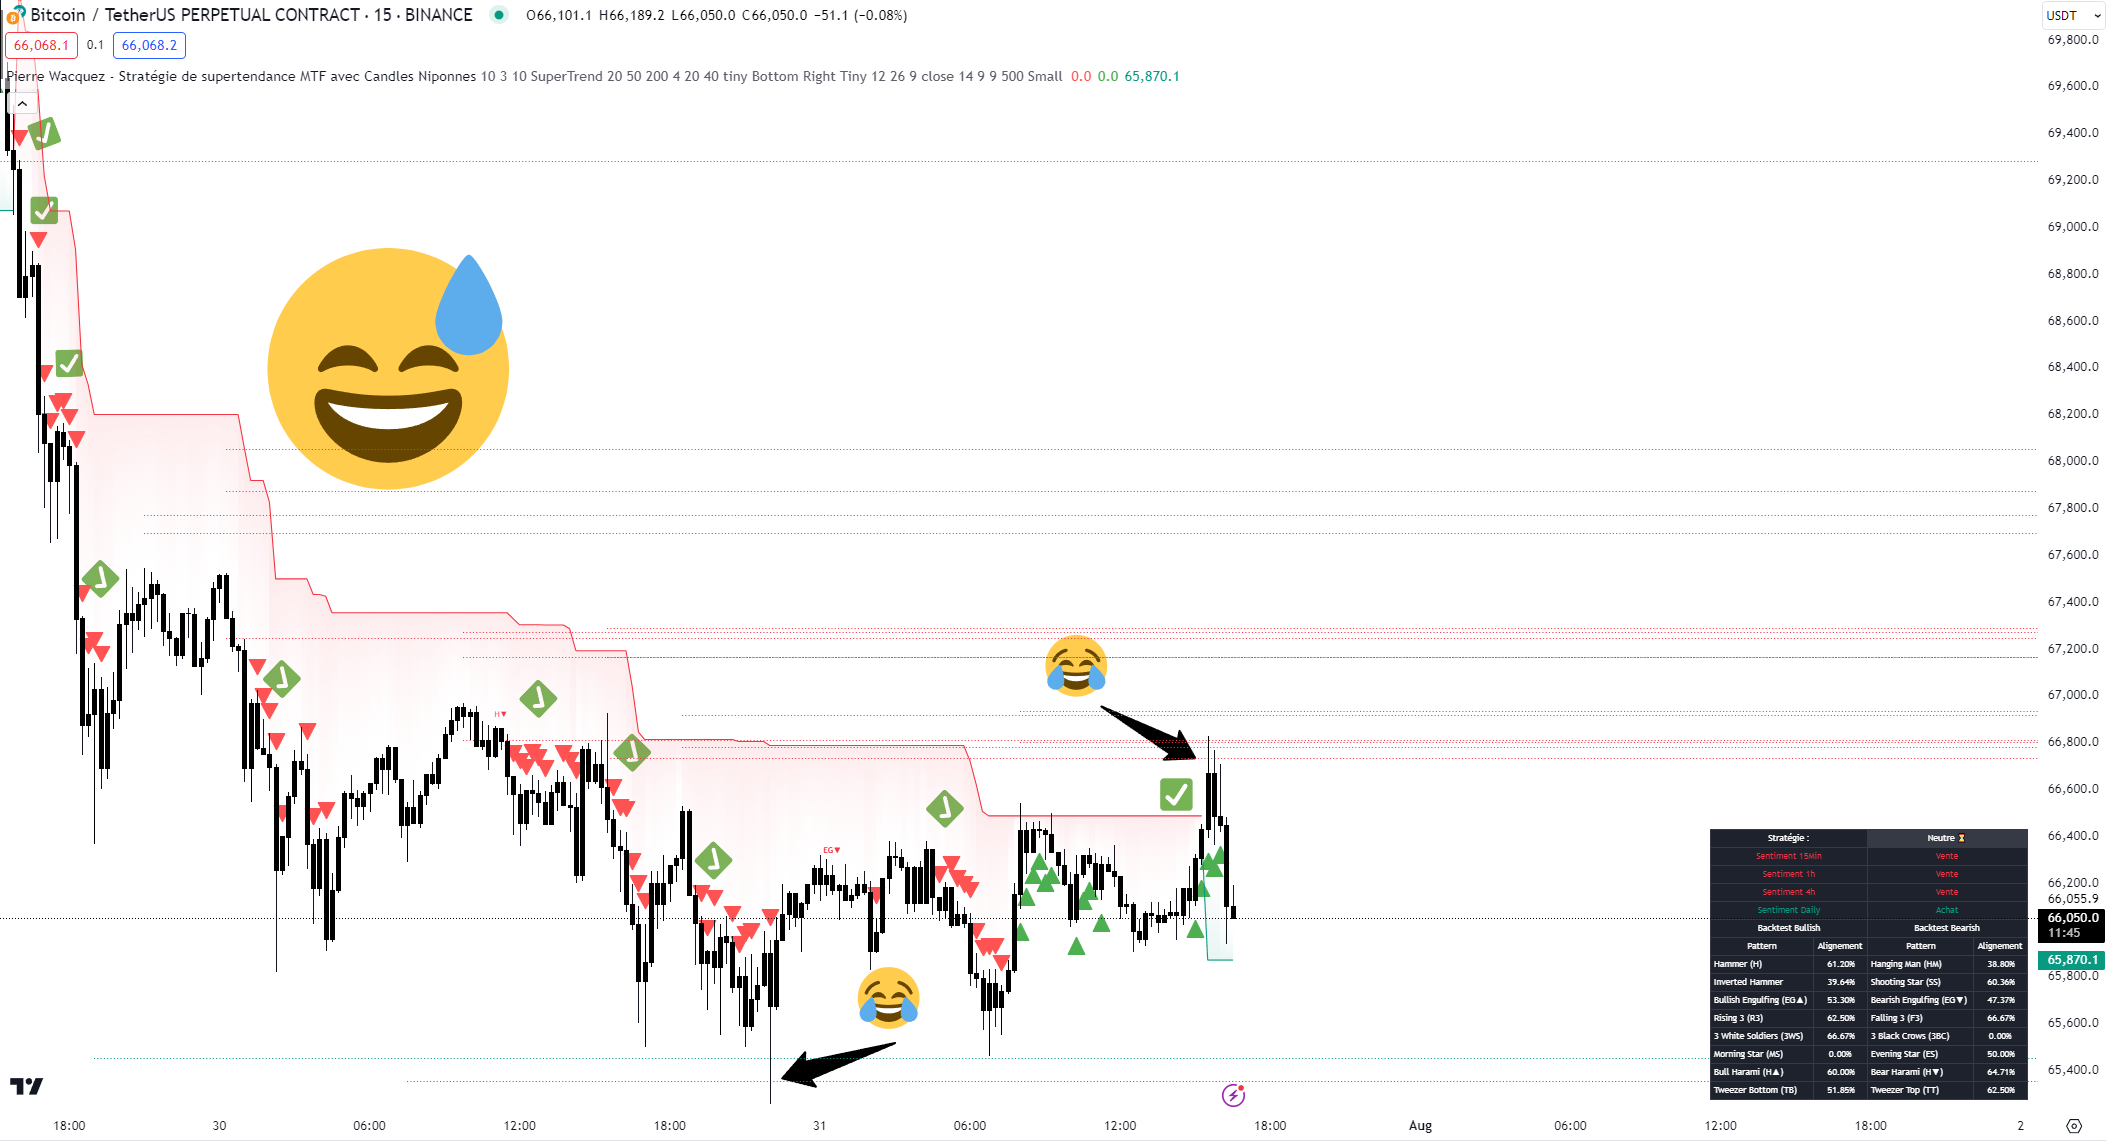 Bitcoin / TetherUS PERPETUAL CONTRACT · 15 · BINANCE O66,101.1 H66,189.2 L66,050.0 C66,050.0 −51.1 (−0.08%)
66,068.1 0.1 66,068.2
Pierre Wacquez - Stratégie de supertendance MTF avec Candles Niponnes 10 3 10 SuperTrend 20 50 200 4 20 40 tiny Bottom Right Tiny 12 26 9 close 14 9 9 500 Small 0.0 0.0 65,870.1
USDT
69,800.0
69,600.0
69,400.0
69,200.0
69,000.0
68,800.0
68,600.0
68,400.0
68,200.0
68,000.0
67,800.0
67,600.0
67,400.0
67,200.0
67,000.0
66,800.0
66,600.0
66,400.0
66,200.0
66,055.9
66,050.0
11:45
65,870.1
65,800.0
65,600.0
65,400.0
H▼
EG▼
Stratégie : Neutre ⏳
Sentiment 15Min Vente
Sentiment 1h Vente
Sentiment 4h Vente
Sentiment Daily Achat
Backtest Bullish Backtest Bearish
Pattern Alignement Pattern Alignement
Hammer (H) 61.20% Hanging Man (HM) 38.80%
Inverted Hammer 39.64% Shooting Star (SS) 60.36%
Bullish Engulfing (EG▲) 53.30% Bearish Engulfing (EG▼) 47.37%
Rising 3 (R3) 62.50% Falling 3 (F3) 66.67%
3 White Soldiers (3WS) 66.67% 3 Black Crows (3BC) 0.00%
Morning Star (MS) 0.00% Evening Star (ES) 50.00%
Bull Harami (H▲) 60.00% Bear Harami (H▼) 64.71%
Tweezer Bottom (TB) 51.85% Tweezer Top (TT) 62.50%
18:00 30 06:00 12:00 18:00 31 06:00 12:00 18:00 Aug 06:00 12:00 18:00 2